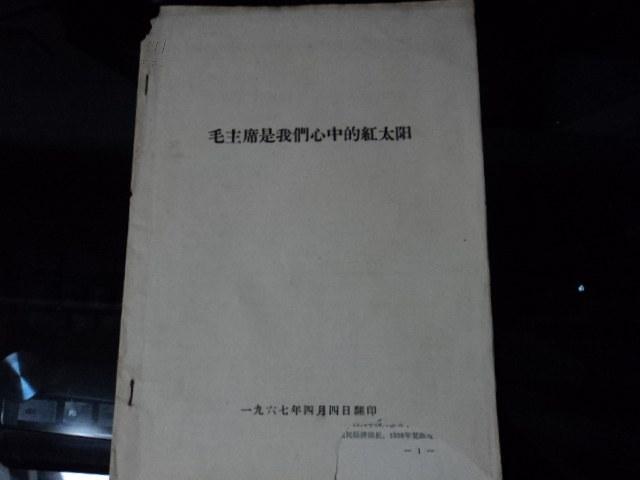 毛主席是我們心中的紅太阳
一九六七年四月四日翻印
— 1 —